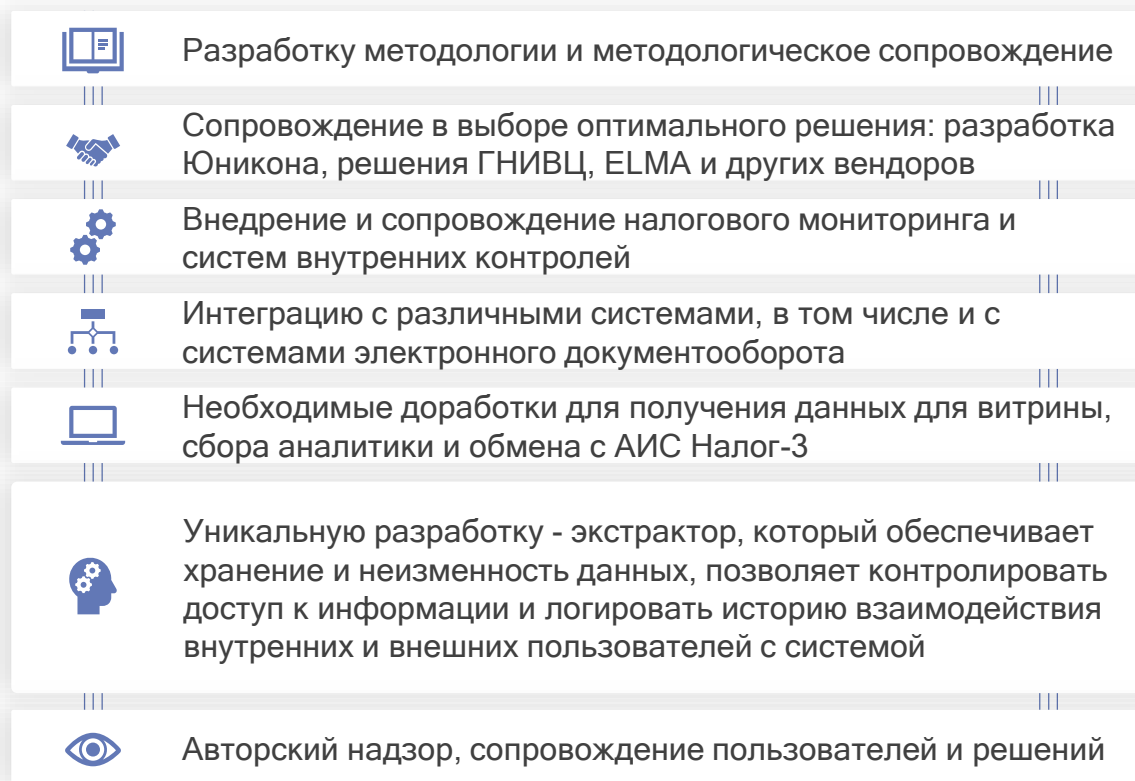 Разработку методологии и методологическое сопровождение
Сопровождение в выборе оптимального решения: разработка
Юникона, решения ГНИВЦ, ELMA и других вендоров
Внедрение и сопровождение налогового мониторинга и
систем внутренних контролей
Интеграцию с различными системами, в том числе и с
системами электронного документооборота
Необходимые доработки для получения данных для витрины,
сбора аналитики и обмена с АИС Налог-3
Уникальную разработку - экстрактор, который обеспечивает
хранение и неизменность данных, позволяет контролировать
доступ к информации и логировать историю взаимодействия
внутренних и внешних пользователей с системой
Авторский надзор, сопровождение пользователей и решений